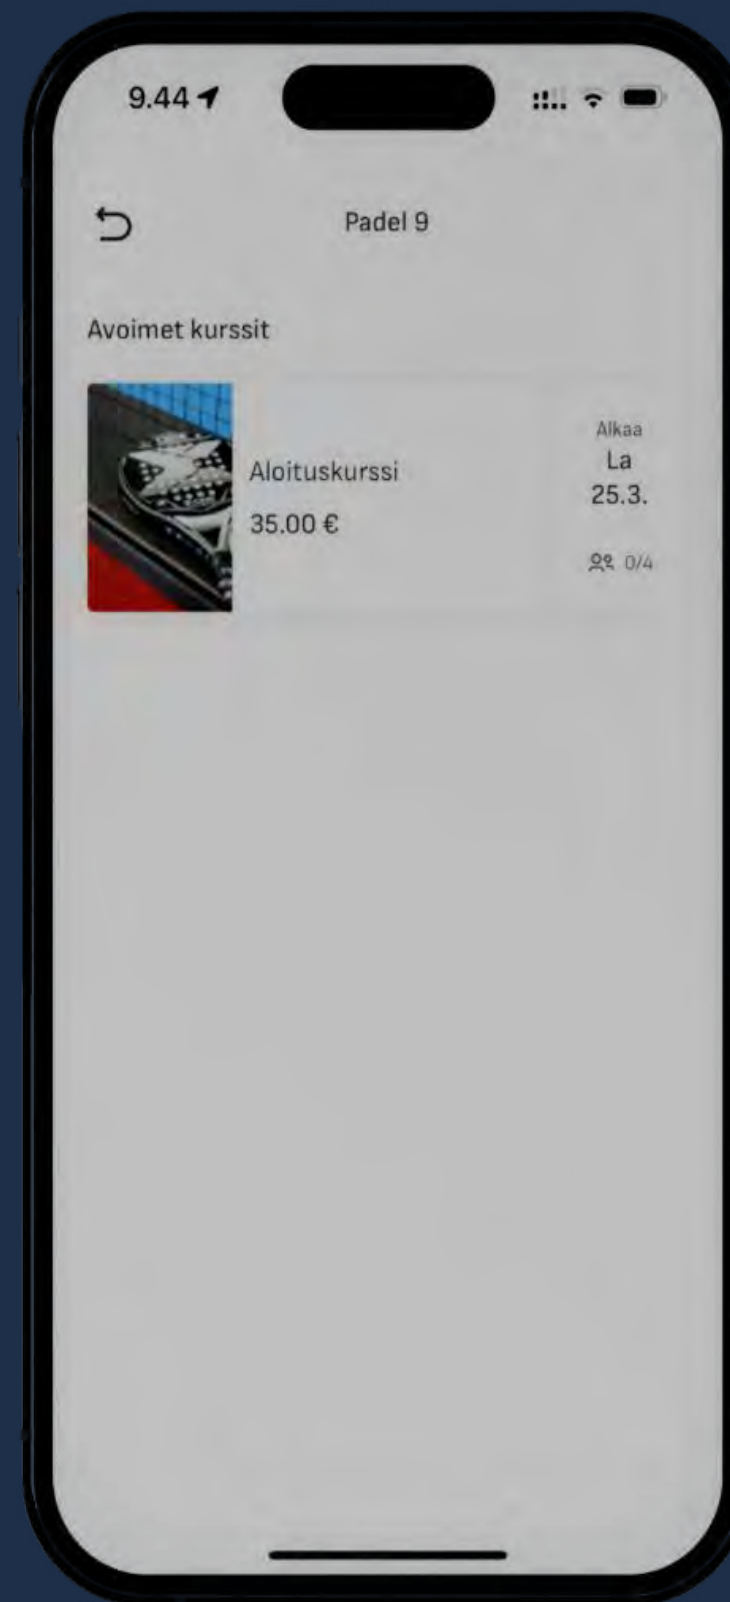 9.44
Padel 9
Avoimet kurssit
Aloituskurssi
35.00 €
Alkaa
La
25.3.
0/4